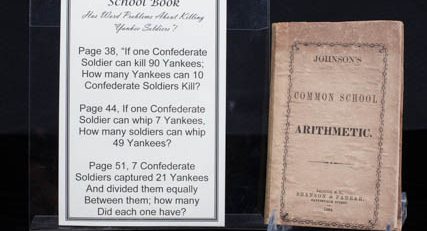 School Book
Has Word Problems About Killing
Yankee Soldiers?
Page 38, "If one Confederate
Soldier can kill 90 Yankees;
How many Yankees can 10
Confederate Soldiers Kill?
Page 44, If one Confederate
Soldier can whip 7 Yankees,
How many soldiers can whip
49 Yankees?
Page 51, 7 Confederate
Soldiers captured 21 Yankees
And divided them equally
Between them; how many
Did each one have?
JOHNSON'S
COMMON SCHOOL
ARITHMETIC.
BRANSON & FARRAR,